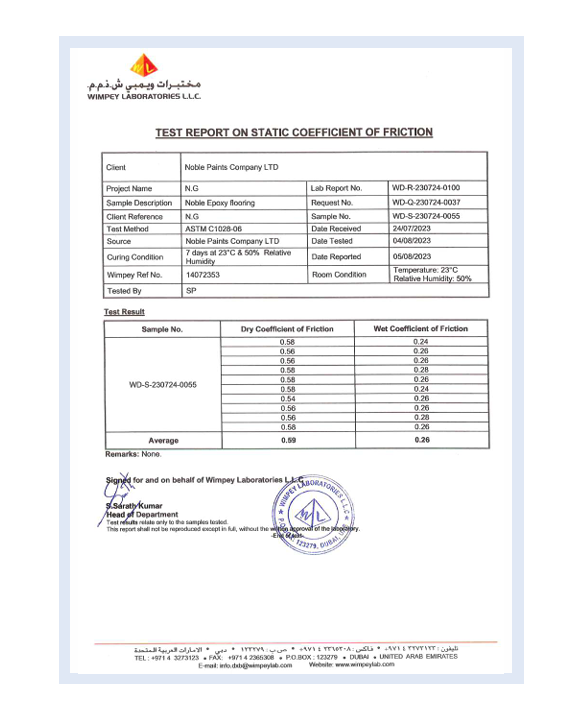 مختبرات ويمبي ش.ذ.م.م.
WIMPEY LABORATORIES L.L.C.
TEST REPORT ON STATIC COEFFICIENT OF FRICTION
Client Noble Paints Company LTD
Project Name N.G Lab Report No. WD-R-230724-0100
Sample Description Noble Epoxy flooring Request No. WD-Q-230724-0037
Client Reference N.G Sample No. WD-S-230724-0055
Test Method ASTM C1028-06 Date Received 24/07/2023
Source Noble Paints Company LTD Date Tested 04/08/2023
Curing Condition 7 days at 23°C & 50% Relative Humidity Date Reported 05/08/2023
Wimpey Ref No. 14072353 Room Condition Temperature: 23°C Relative Humidity: 50%
Tested By SP
Test Result
Sample No. Dry Coefficient of Friction Wet Coefficient of Friction
WD-S-230724-0055
0.58 0.24
0.56 0.26
0.56 0.26
0.58 0.28
0.58 0.26
0.58 0.24
0.54 0.26
0.56 0.26
0.56 0.28
0.58 0.26
Average 0.59 0.26
Remarks: None.
Signed for and on behalf of Wimpey Laboratories L.L.C
S.Sarath Kumar
Head of Department
Test results relate only to the samples tested.
This report shall not be reproduced except in full, without the written approval of the laboratory.
-End of test-
WIMPEY LABORATORIES L.L.C.
WL
123279, DUBAI,
تليفون: ٣٢٧٣١٢٣ ٤ ٩٧١+ * فاكس: ٢٣٦٥٣٠٨ ٤ ٩٧١+ * ص.ب: ١٢٣٢٧٩ * دبي * الامارات العربية المتحدة
TEL : +971 4 3273123 • FAX: +971 4 2365308 • P.O.BOX : 123279 • DUBAI • UNITED ARAB EMIRATES
E-mail: info.dxb@wimpeylab.com Website: www.wimpeylab.com